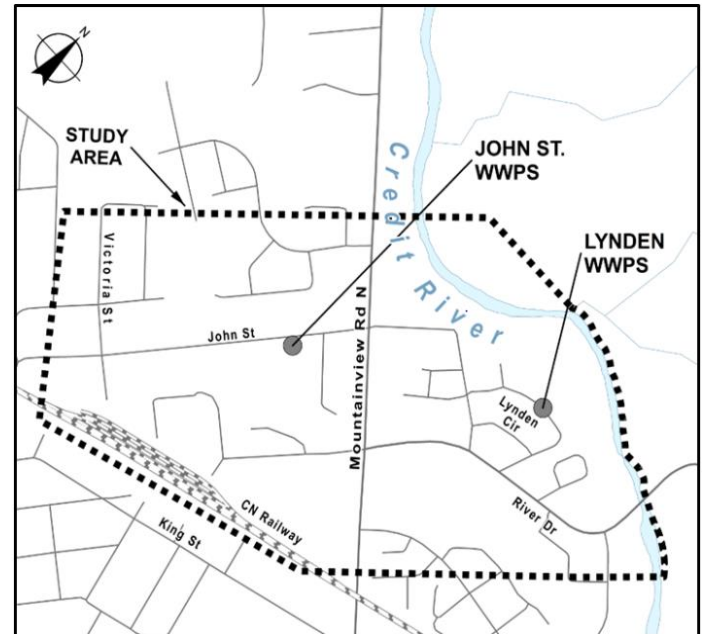 N
STUDY
AREA
JOHN ST.
WWPS
LYNDEN
WWPS
Credit River
Victoria St
John St
Mountainview Rd N
Lynden
Cir
River Dr
CN Railway
King St